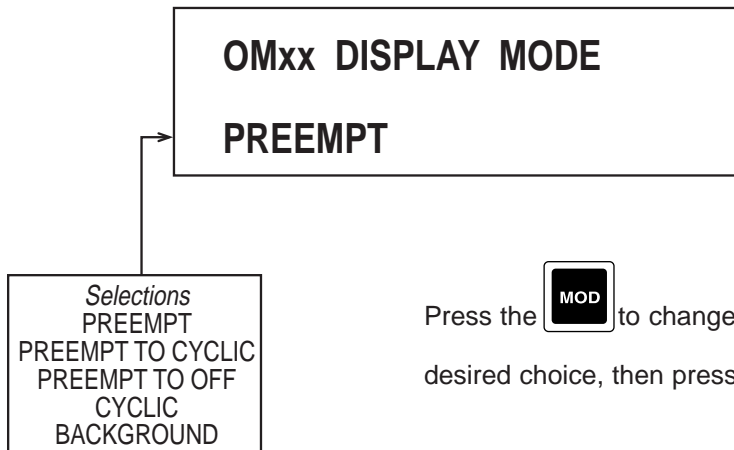 OMxx DISPLAY MODE
PREEMPT
Selections
PREEMPT
PREEMPT TO CYCLIC
PREEMPT TO OFF
CYCLIC
BACKGROUND
Press the MOD to change
desired choice, then press